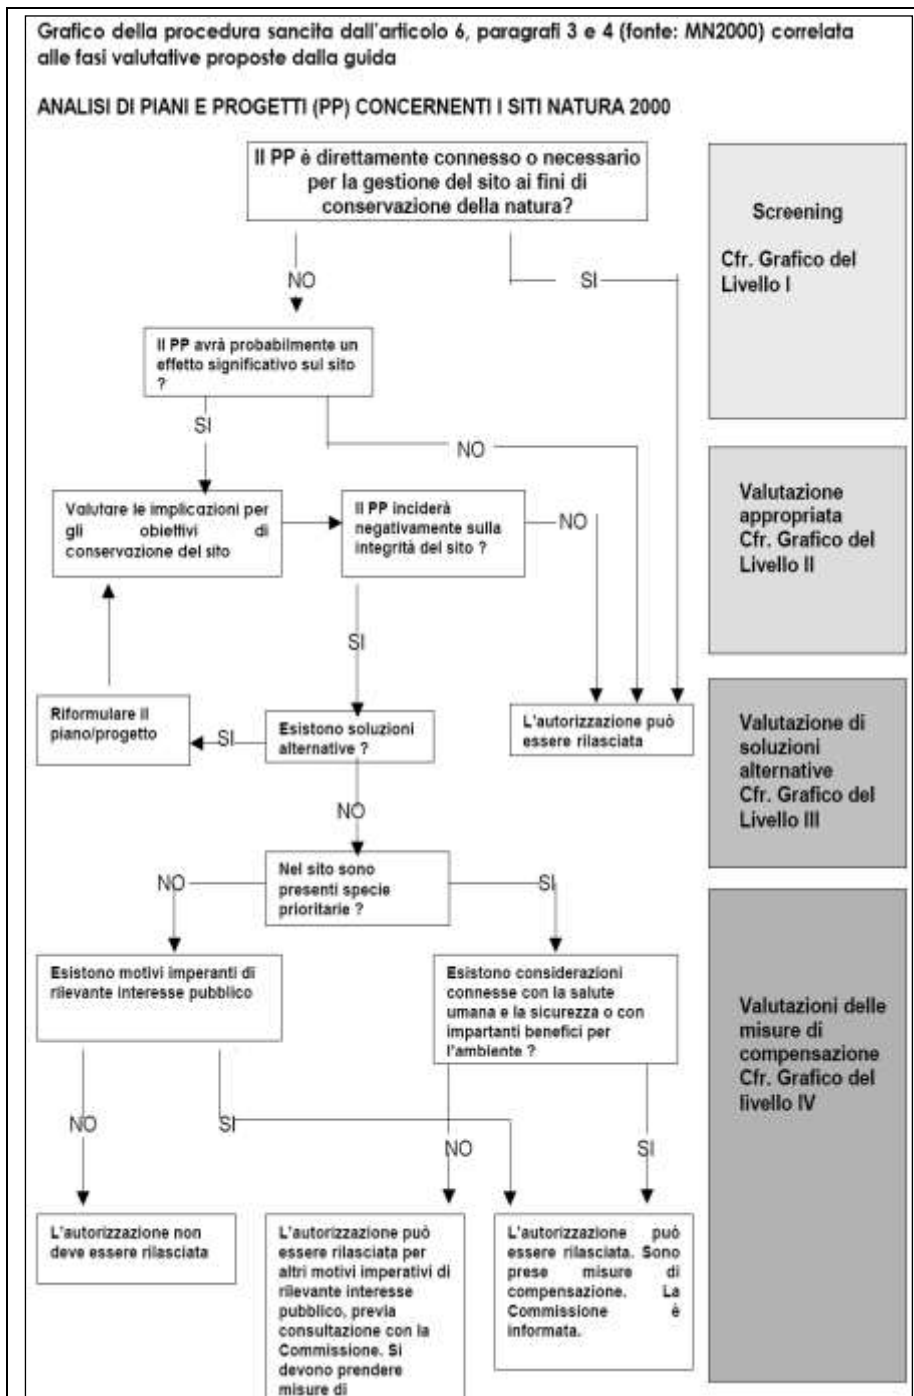 Grafico della procedura sancita dall'articolo 6, paragrafi 3 e 4 (fonte: MN2000) correlata
alle fasi valutative proposte dalla guida
ANALISI DI PIANI E PROGETTI (PP) CONCERNENTI I SITI NATURA 2000
Il PP è direttamente connesso o necessario
per la gestione del sito ai fini di
conservazione della natura?
Screening
Cfr. Grafico del
Livello I
NO
SI
Il PP avrà probabilmente un
effetto significativo sul sito
?
SI
NO
Valutare le implicazioni per
gli obiettivi di
conservazione del sito
Il PP inciderà
negativamente sulla
integrità del sito ?
NO
Valutazione
appropriata
Cfr. Grafico del
Livello II
SI
Riformulare il
piano/progetto
SI
Esistono soluzioni
alternative ?
L'autorizzazione può
essere rilasciata
Valutazione di
soluzioni
alternative
Cfr. Grafico del
Livello III
NO
NO
Nel sito sono
presenti specie
prioritarie ?
SI
Esistono motivi imperanti di
rilevante interesse pubblico
Esistono considerazioni
connesse con la salute
umana e la sicurezza o con
impartanti benefici per
l'ambiente ?
Valutazioni delle
misure di
compensazione
Cfr. Grafico del
livello IV
NO
SI
NO
SI
L'autorizzazione non
deve essere rilasciata
L'autorizzazione può
essere rilasciata per
altri motivi imperativi di
rilevante interesse
pubblico, previa
consultazione con la
Commissione. Si
devono prendere
misure di
L'autorizzazione può
essere rilasciata. Sono
prese misure di
compensazione. La
Commissione è
informata.